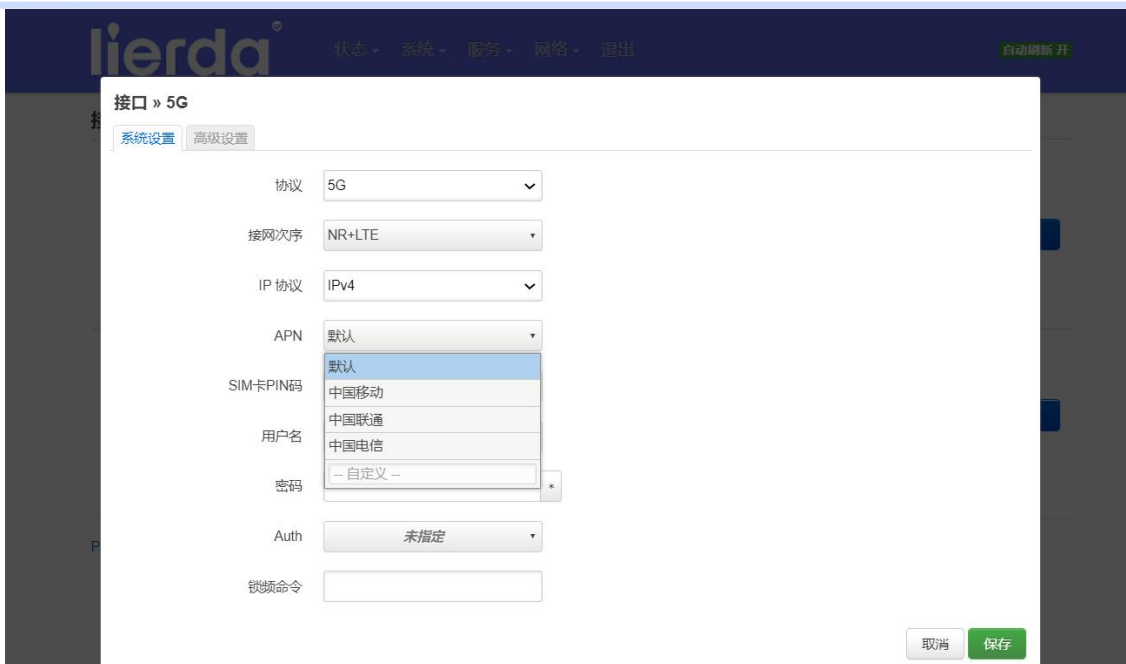 lierda®
状态 系统 服务 网络 退出
自动刷新 开
接口 » 5G
系统设置 高级设置
协议 5G
接网次序 NR+LTE
IP 协议 IPv4
APN 默认
默认
SIM卡PIN码
中国移动
中国联通
用户名
中国电信
-- 自定义 --
密码 *
Auth 未指定
锁频命令
取消 保存